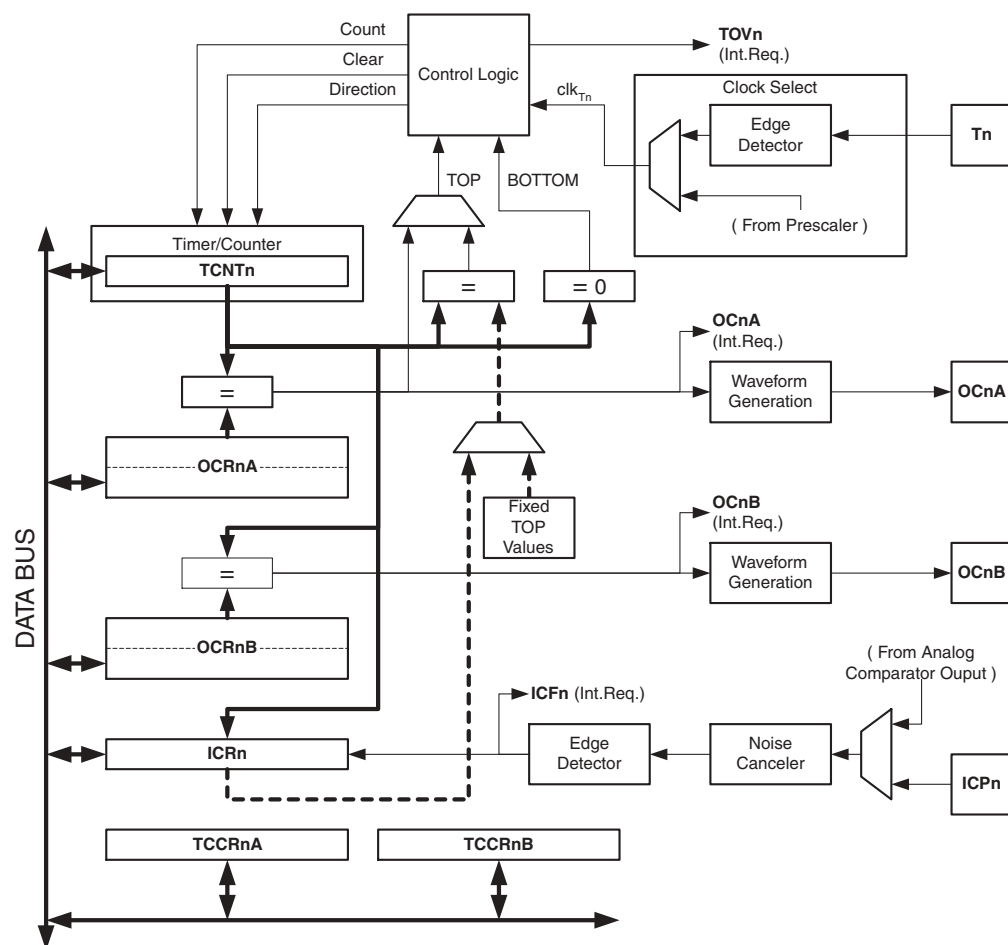 Count
TOVn
(Int.Req.)
Clear
Control Logic
Direction
clkTn
Clock Select
Edge
Detector
Tn
TOP
BOTTOM
( From Prescaler )
Timer/Counter
TCNTn
=
= 0
OCnA
(Int.Req.)
=
Waveform
Generation
OCnA
OCRnA
Fixed
TOP
Values
OCnB
(Int.Req.)
=
Waveform
Generation
OCnB
DATA BUS
OCRnB
( From Analog
Comparator Ouput )
ICFn (Int.Req.)
ICRn
Edge
Detector
Noise
Canceler
ICPn
TCCRnA
TCCRnB